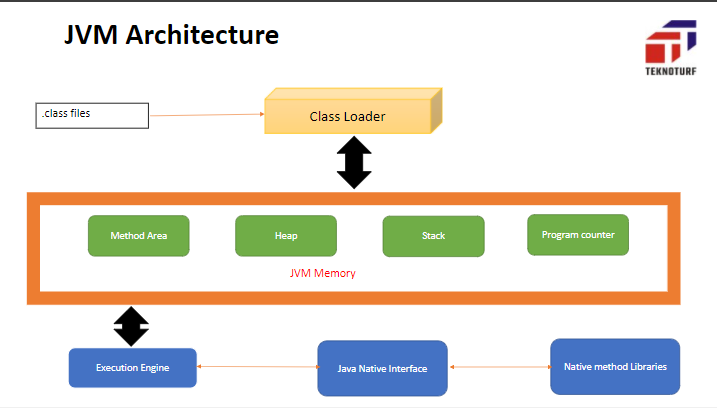 JVM Architecture
TEKNOTURF
.class files
Class Loader
Method Area
Heap
Stack
Program counter
JVM Memory
Execution Engine
Java Native Interface
Native method Libraries